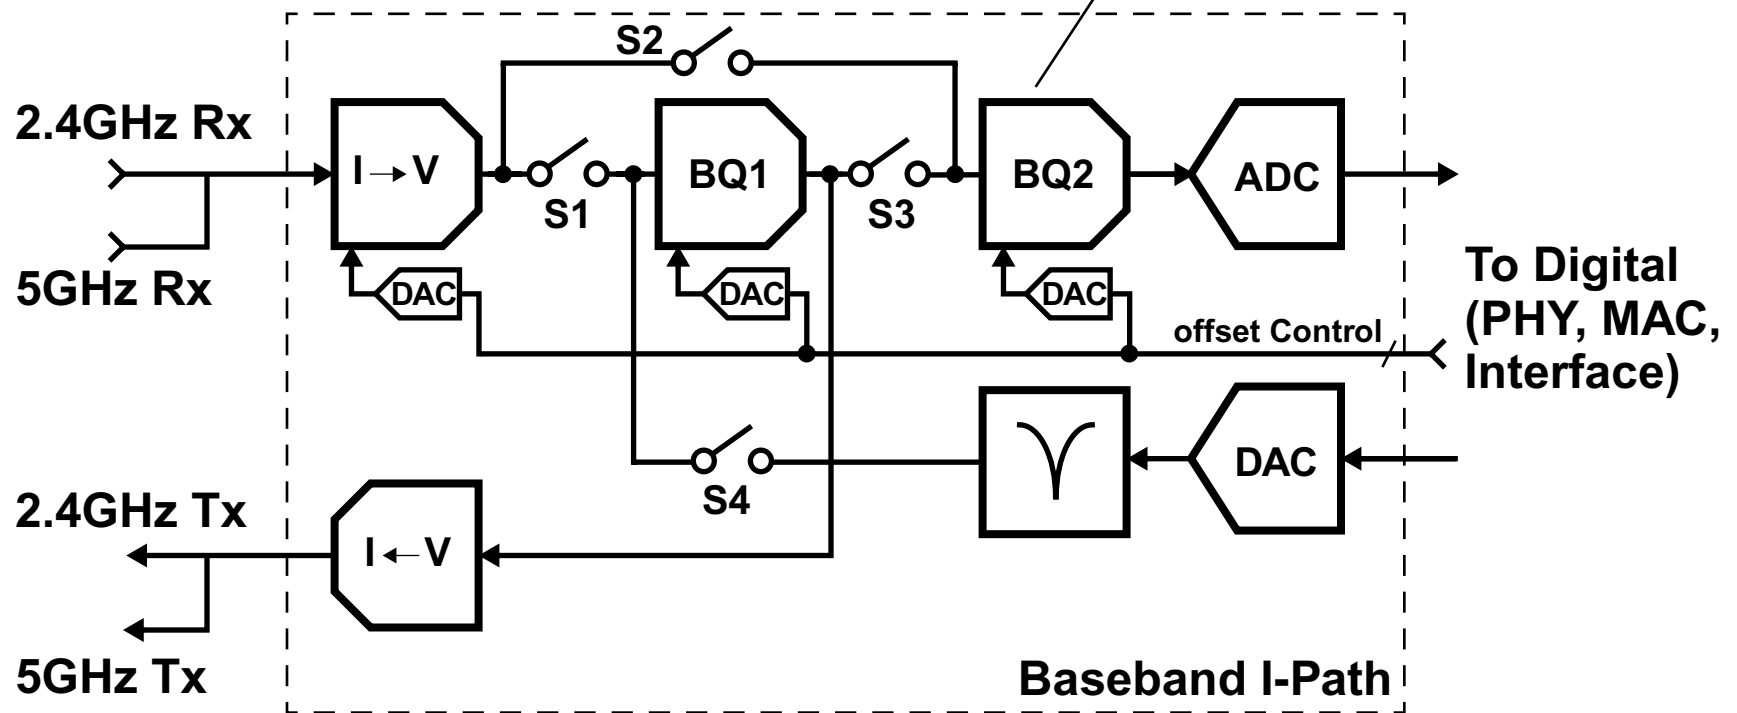 S2
2.4GHz Rx
I→V
S1
BQ1
S3
BQ2
ADC
5GHz Rx
DAC
DAC
DAC
To Digital
(PHY, MAC,
Interface)
offset Control
2.4GHz Tx
S4
DAC
I←V
5GHz Tx
Baseband I-Path